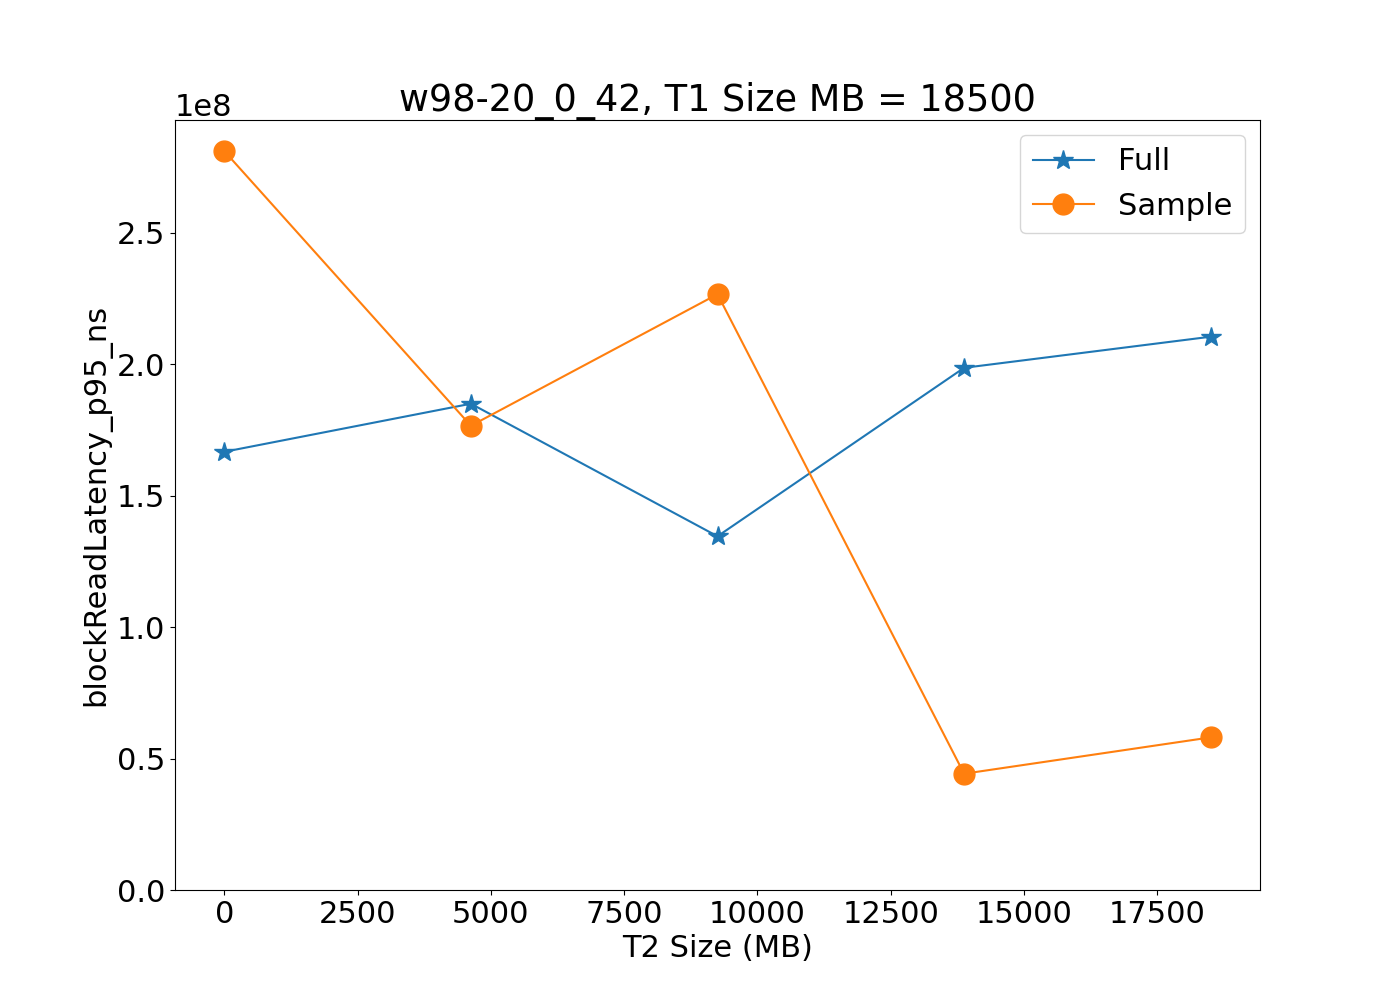 w98-20_0_42, T1 Size MB = 18500
1e8
Full
Sample
2.5
2.0
1.5
1.0
0.5
0.0
blockReadLatency_p95_ns
0 2500 5000 7500 10000 12500 15000 17500
T2 Size (MB)